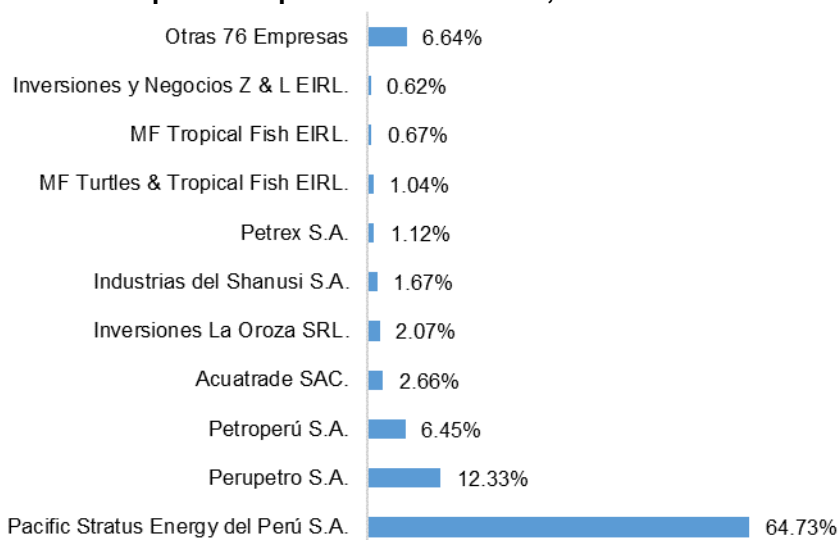 Otras 76 Empresas 6.64%
Inversiones y Negocios Z & L EIRL. 0.62%
MF Tropical Fish EIRL. 0.67%
MF Turtles & Tropical Fish EIRL. 1.04%
Petrex S.A. 1.12%
Industrias del Shanusi S.A. 1.67%
Inversiones La Oroza SRL. 2.07%
Acuatrade SAC. 2.66%
Petroperú S.A. 6.45%
Perupetro S.A. 12.33%
Pacific Stratus Energy del Perú S.A. 64.73%